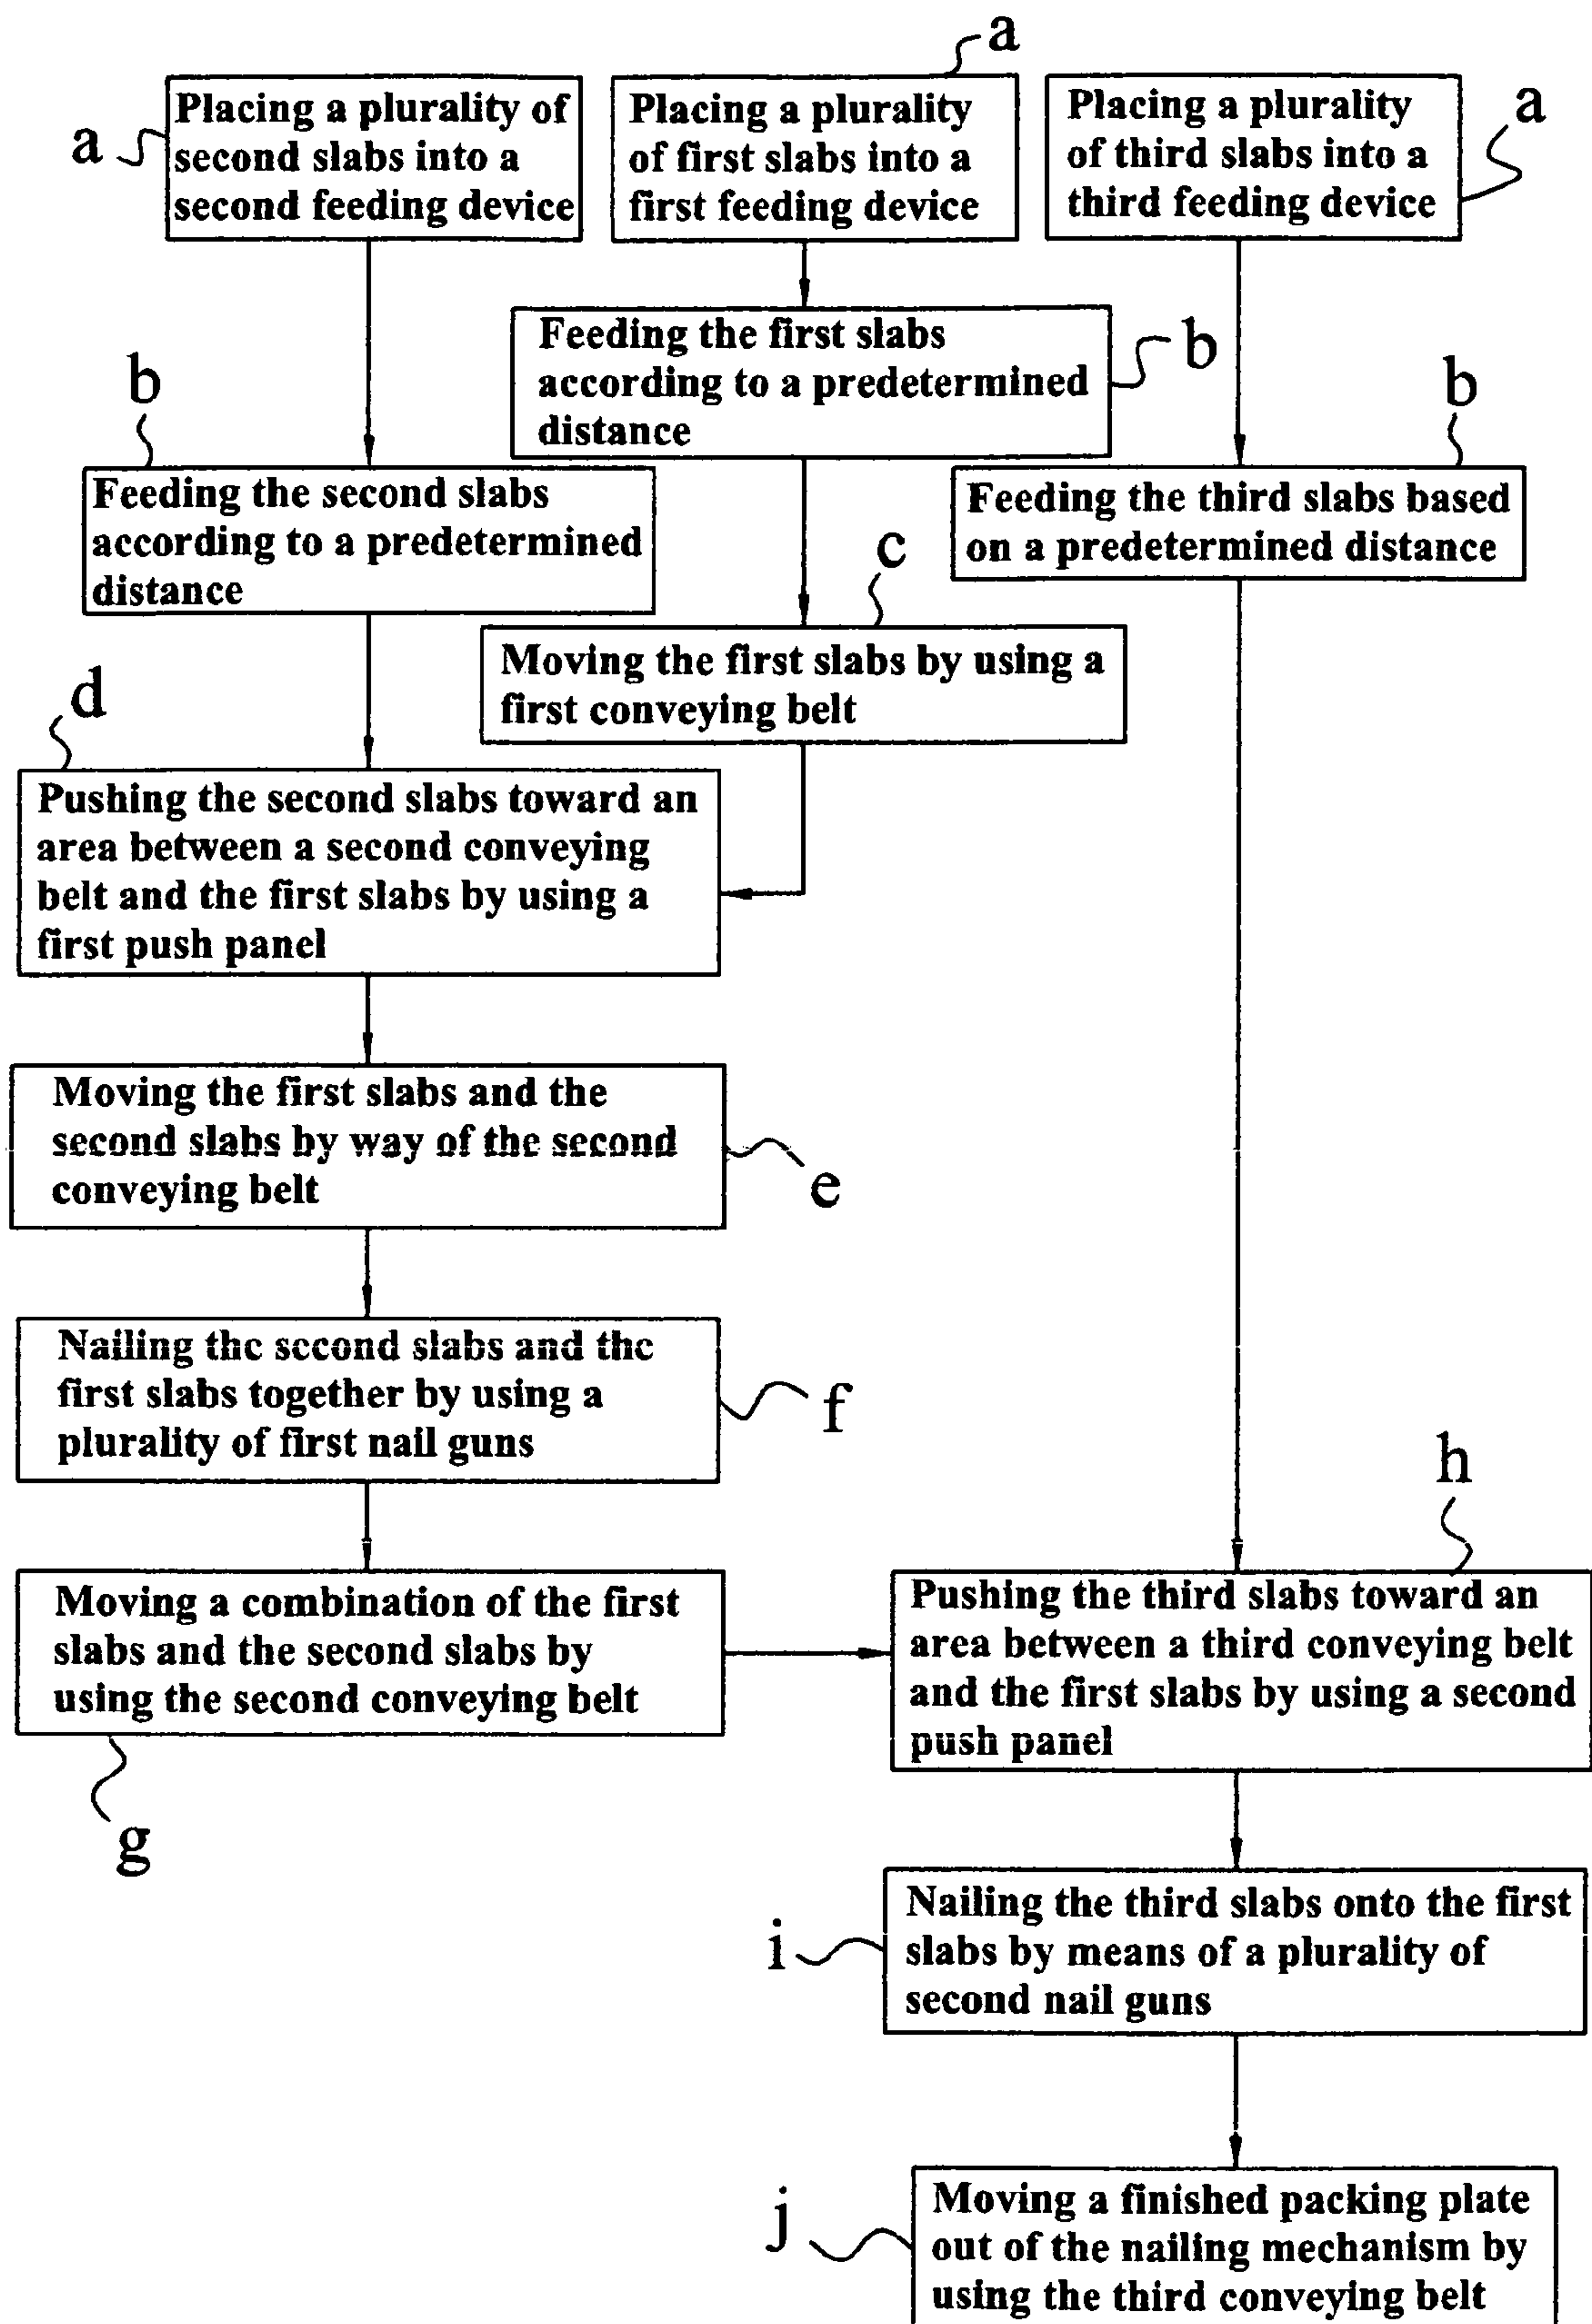 a
Placing a plurality of
second slabs into a
second feeding device
a
Placing a plurality
of first slabs into a
first feeding device
Placing a plurality
of third slabs into a
third feeding device
a
Feeding the first slabs
according to a predetermined
distance
b
b
Feeding the second slabs
according to a predetermined
distance
b
Feeding the third slabs based
on a predetermined distance
c
Moving the first slabs by using a
first conveying belt
d
Pushing the second slabs toward an
area between a second conveying
belt and the first slabs by using a
first push panel
Moving the first slabs and the
second slabs by way of the second
conveying belt
e
Nailing the second slabs and the
first slabs together by using a
plurality of first nail guns
f
Moving a combination of the first
slabs and the second slabs by
using the second conveying belt
g
h
Pushing the third slabs toward an
area between a third conveying belt
and the first slabs by using a second
push panel
i
Nailing the third slabs onto the first
slabs by means of a plurality of
second nail guns
j
Moving a finished packing plate
out of the nailing mechanism by
using the third conveying belt